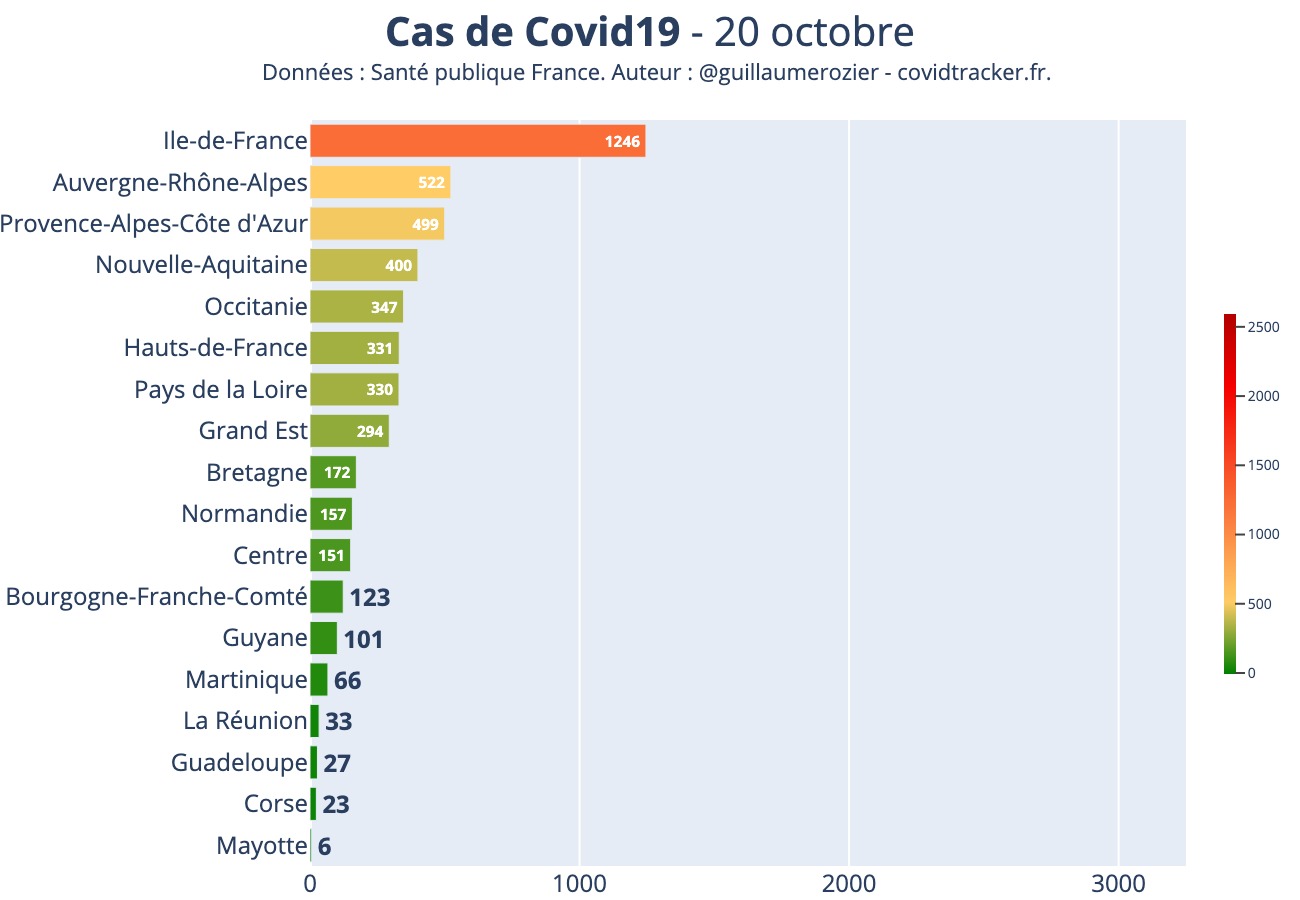 Cas de Covid19 - 20 octobre
Données : Santé publique France. Auteur : @guillaumerozier - covidtracker.fr.
Ile-de-France 1246
Auvergne-Rhône-Alpes 522
Provence-Alpes-Côte d'Azur 499
Nouvelle-Aquitaine 400
Occitanie 347
Hauts-de-France 331
Pays de la Loire 330
Grand Est 294
Bretagne 172
Normandie 157
Centre 151
Bourgogne-Franche-Comté 123
Guyane 101
Martinique 66
La Réunion 33
Guadeloupe 27
Corse 23
Mayotte 6
0 1000 2000 3000
2500
2000
1500
1000
500
0